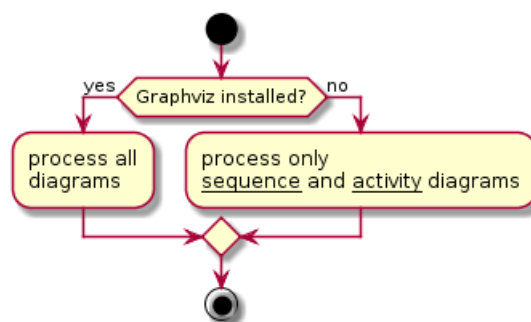 yes
no
Graphviz installed?
process all
diagrams
process only
sequence and activity diagrams